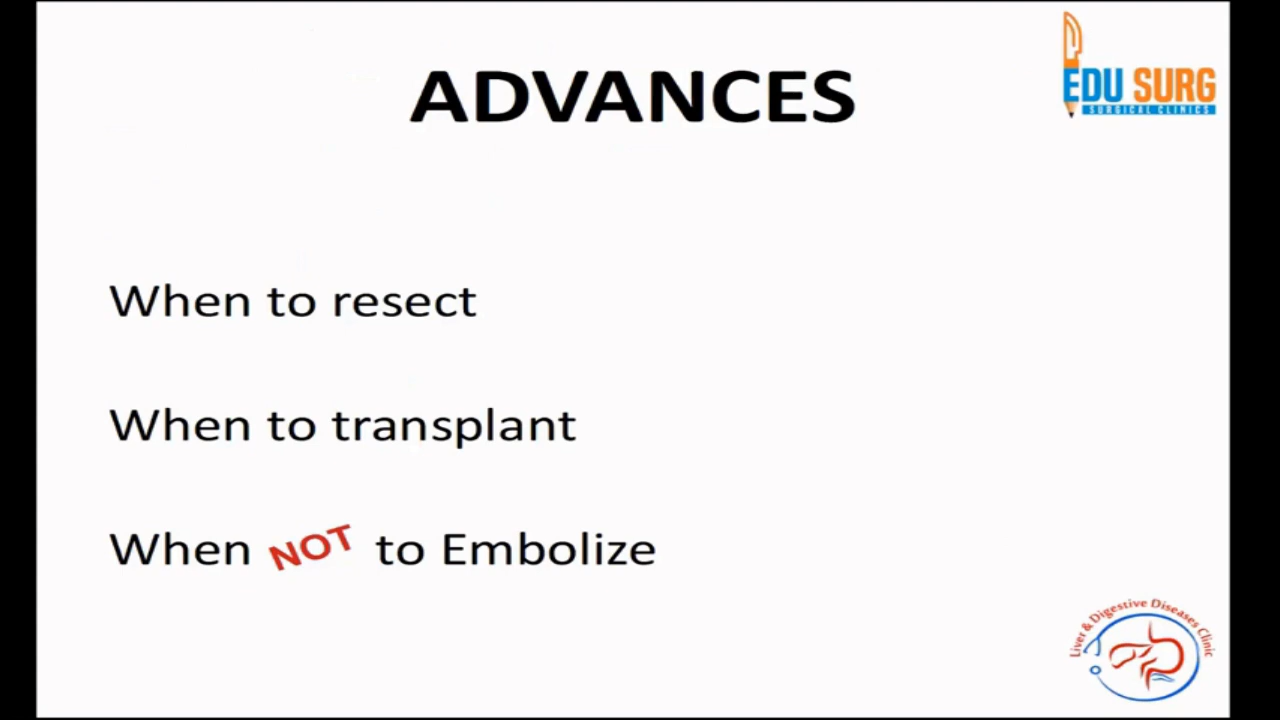 ADVANCES
EDU SURG
SURGICAL CLINICS
When to resect
When to transplant
When NOT to Embolize
Liver & Digestive Diseases Clinic